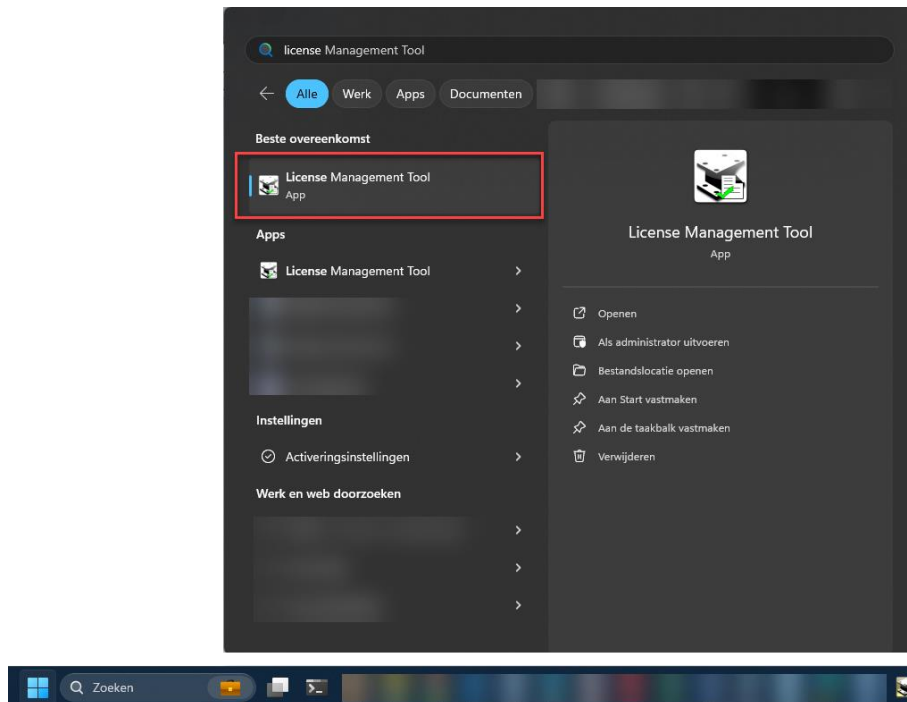 license Management Tool
Alle Werk Apps Documenten
Beste overeenkomst
License Management Tool
App
Apps
License Management Tool
Instellingen
Activeringsinstellingen
Werk en web doorzoeken
License Management Tool
App
Openen
Als administrator uitvoeren
Bestandslocatie openen
Aan Start vastmaken
Aan de taakbalk vastmaken
Verwijderen
Zoeken